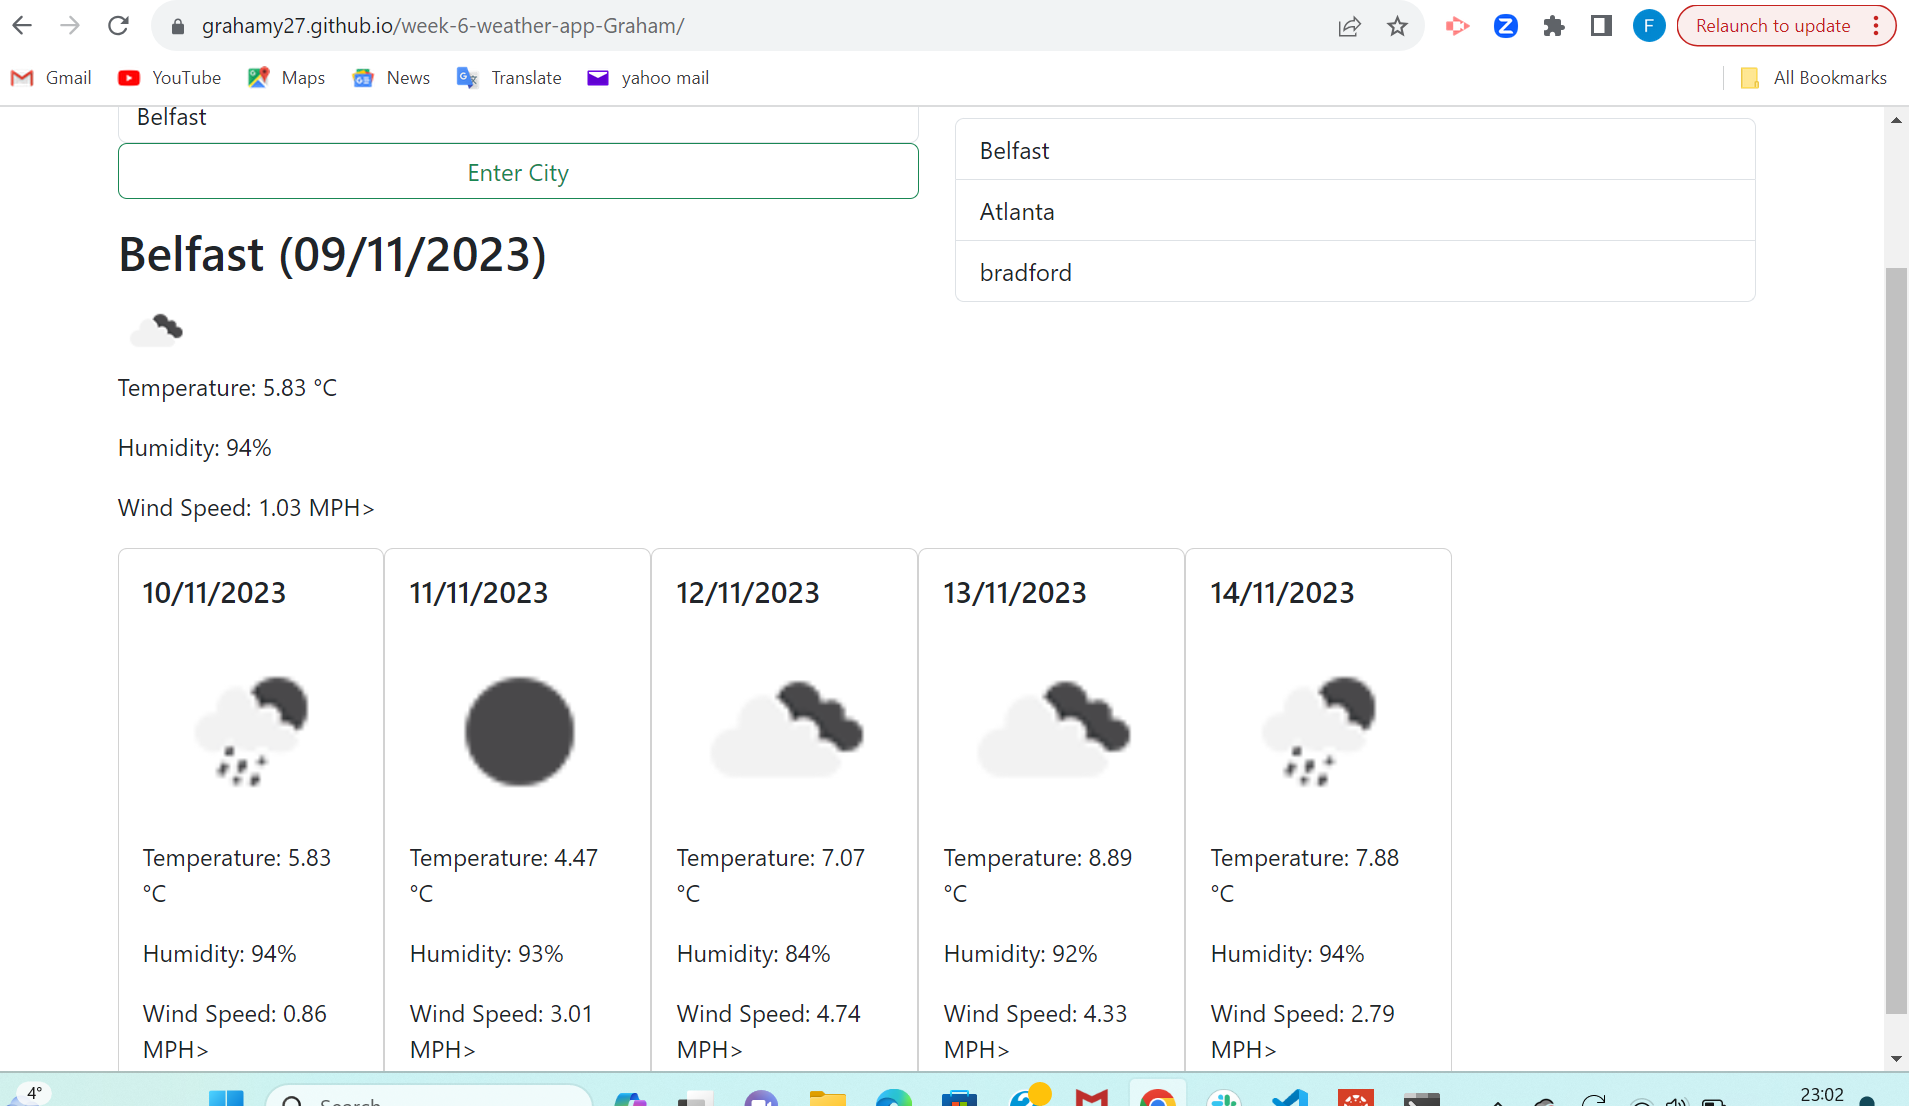 grahamy27.github.io/week-6-weather-app-Graham/
F
Relaunch to update
Gmail
YouTube
Maps
News
Translate
yahoo mail
All Bookmarks
Belfast
Enter City
Belfast (09/11/2023)
Temperature: 5.83 °C
Humidity: 94%
Wind Speed: 1.03 MPH>
Belfast
Atlanta
bradford
10/11/2023
Temperature: 5.83
°C
Humidity: 94%
Wind Speed: 0.86
MPH>
11/11/2023
Temperature: 4.47
°C
Humidity: 93%
Wind Speed: 3.01
MPH>
12/11/2023
Temperature: 7.07
°C
Humidity: 84%
Wind Speed: 4.74
MPH>
13/11/2023
Temperature: 8.89
°C
Humidity: 92%
Wind Speed: 4.33
MPH>
14/11/2023
Temperature: 7.88
°C
Humidity: 94%
Wind Speed: 2.79
MPH>
4°
Search
23:02